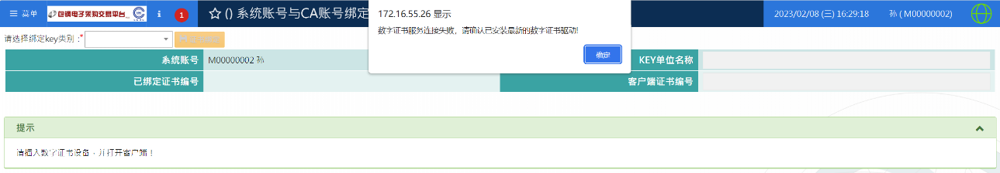 菜单 包钢电子采购交易平台 1 () 系统账号与CA账号绑定 2023/02/08 (三) 16:29:18 孙 ( M00000002)
172.16.55.26 显示
数字证书服务连接失败，请确认已安装最新的数字证书驱动!
确定
请选择绑定key类别：*
系统账号 M00000002 孙 KEY单位名称
已绑定证书编号 客户端证书编号
提示
请插入数字证书设备，并打开客户端！